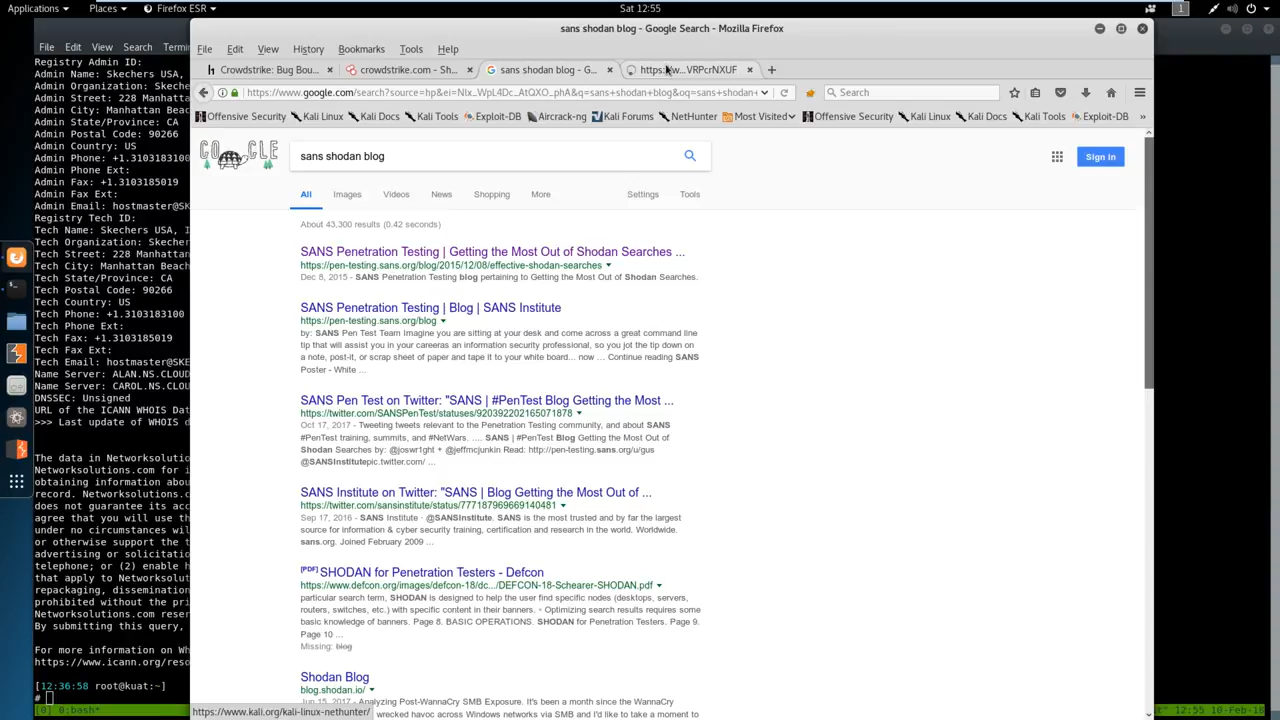 Applications
Places
Firefox ESR
Sat 12:55
1
sans shodan blog - Google Search - Mozilla Firefox
File Edit View Search Termi
File Edit View History Bookmarks Tools Help
Crowdstrike: Bug Bou...
crowdstrike.com - Sh...
sans shodan blog - G...
https://w...VRPcrNXUF
https://www.google.com/search?source=hp&ei=NIx_WpL4Dc_AtQXO_phA&q=sans+shodan+blog&oq=sans+shodan+
Search
Offensive Security Kali Linux Kali Docs Kali Tools Exploit-DB Aircrack-ng Kali Forums NetHunter Most Visited Offensive Security Kali Linux Kali Docs Kali Tools Exploit-DB »
Registry Admin ID:
Admin Name: Skechers USA,
Admin Organization: Skecher
Admin Street: 228 Manhattan
Admin City: Manhattan Beach
Admin State/Province: CA
Admin Postal Code: 90266
Admin Country: US
Admin Phone: +1.3103183100
Admin Phone Ext:
Admin Fax: +1.3103185019
Admin Fax Ext:
Admin Email: hostmaster@SK
Registry Tech ID:
Tech Name: Skechers USA, I
Tech Organization: Skecher
Tech Street: 228 Manhattan
Tech City: Manhattan Beach
Tech State/Province: CA
Tech Postal Code: 90266
Tech Country: US
Tech Phone: +1.3103183100
Tech Phone Ext:
Tech Fax: +1.3103185019
Tech Fax Ext:
Tech Email: hostmaster@SKE
Name Server: ALAN.NS.CLOUD
Name Server: CAROL.NS.CLOU
DNSSEC: Unsigned
URL of the ICANN WHOIS Dat
>>> Last update of WHOIS d
The data in Networksolutio
Networksolutions.com for i
obtaining information abou
record. Networksolutions.c
does not guarantee its acc
agree that you will use th
under no circumstances wil
or otherwise support the t
advertising or solicitatio
telephone; or (2) enable h
that apply to Networksolut
repackaging, dissemination
prohibited without the pri
Networksolutions.com reser
By submitting this query,
For more information on Wh
https://www.icann.org/reso
[12:36:58 root@kuat:~]
#
[0] 0:bash*
GO GLE
sans shodan blog
Sign in
All Images Videos News Shopping More Settings Tools
About 43,300 results (0.42 seconds)
SANS Penetration Testing | Getting the Most Out of Shodan Searches ...
https://pen-testing.sans.org/blog/2015/12/08/effective-shodan-searches
Dec 8, 2015 - SANS Penetration Testing blog pertaining to Getting the Most Out of Shodan Searches.
SANS Penetration Testing | Blog | SANS Institute
https://pen-testing.sans.org/blog
by: SANS Pen Test Team Imagine you are sitting at your desk and come across a great command line
tip that will assist you in your careeras an information security professional, so you jot the tip down on
a note, post-it, or scrap sheet of paper and tape it to your white board... now ... Continue reading SANS
Poster - White ...
SANS Pen Test on Twitter: "SANS | #PenTest Blog Getting the Most ...
https://twitter.com/SANSPenTest/statuses/920392202165071878
Oct 17, 2017 - Tweeting tweets relevant to the Penetration Testing community, and about SANS
#PenTest training, summits, and #NetWars. .... SANS | #PenTest Blog Getting the Most Out of
Shodan Searches by: @joswr1ght + @jeffmcjunkin Read: http://pen-testing.sans.org/u/gus
@SANSInstitutepic.twitter.com/ ...
SANS Institute on Twitter: "SANS | Blog Getting the Most Out of ...
https://twitter.com/sansinstitute/status/777187969669140481
Sep 17, 2016 - SANS Institute · @SANSInstitute. SANS is the most trusted and by far the largest
source for information & cyber security training, certification and research in the world. Worldwide.
sans.org. Joined February 2009 ...
[PDF] SHODAN for Penetration Testers - Defcon
https://www.defcon.org/images/defcon-18/dc.../DEFCON-18-Schearer-SHODAN.pdf
particular search term, SHODAN is designed to help the user find specific nodes (desktops, servers,
routers, switches, etc.) with specific content in their banners. • Optimizing search results requires some
basic knowledge of banners. Page 8. BASIC OPERATIONS. SHODAN for Penetration Testers. Page 9.
Page 10 ...
Missing: blog
Shodan Blog
blog.shodan.io/
Jun 15, 2017 - Analyzing Post-WannaCry SMB Exposure. It's been a month since the WannaCry
wrecked havoc across Windows networks via SMB and I'd like to take a moment to
https://www.kali.org/kali-linux-nethunter/
12:55 10-Feb-18